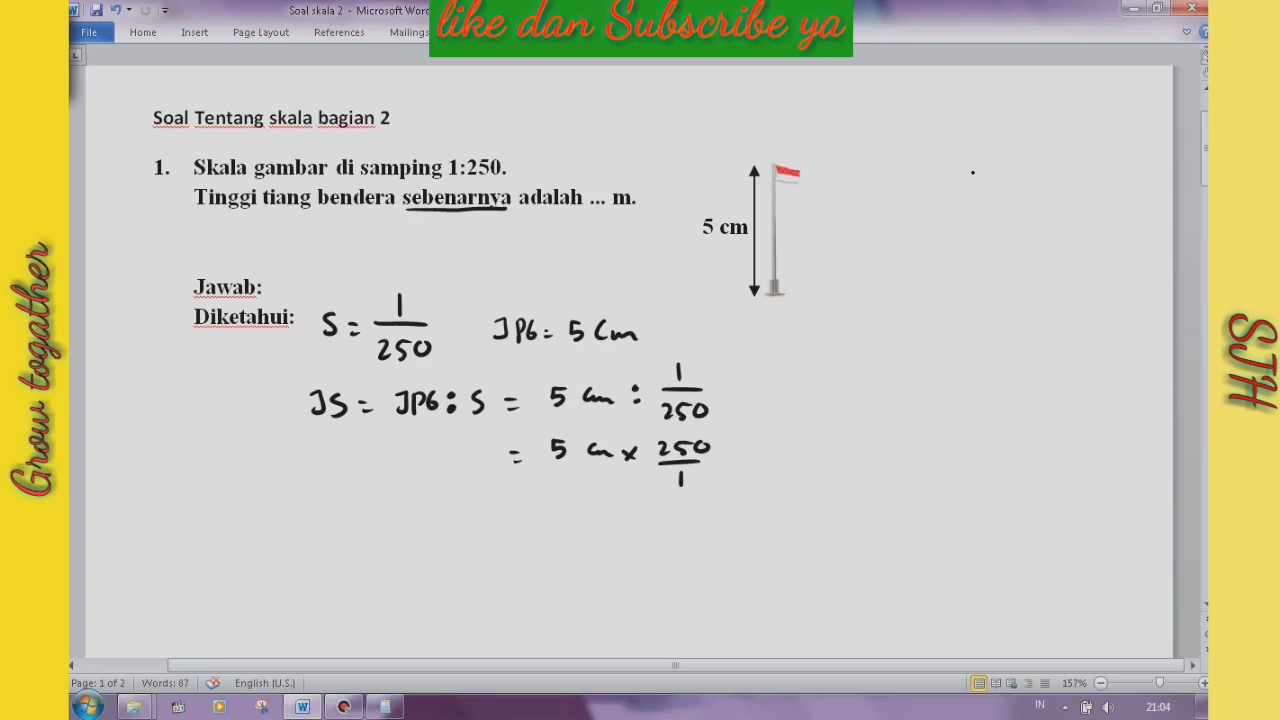 Soal skala 2 - Microsoft Word
like dan Subscribe ya
File Home Insert Page Layout References Mailings
Soal Tentang skala bagian 2
1. Skala gambar di samping 1:250.
Tinggi tiang bendera sebenarnya adalah ... m.
5 cm
Jawab:
Diketahui: S = 1/250 JPG = 5 Cm
JS = JPG : S = 5 cm : 1/250
= 5 cm x 250/1
Grow togather
SJH
Page: 1 of 2 Words: 87 English (U.S.) 157%
IN 21:04